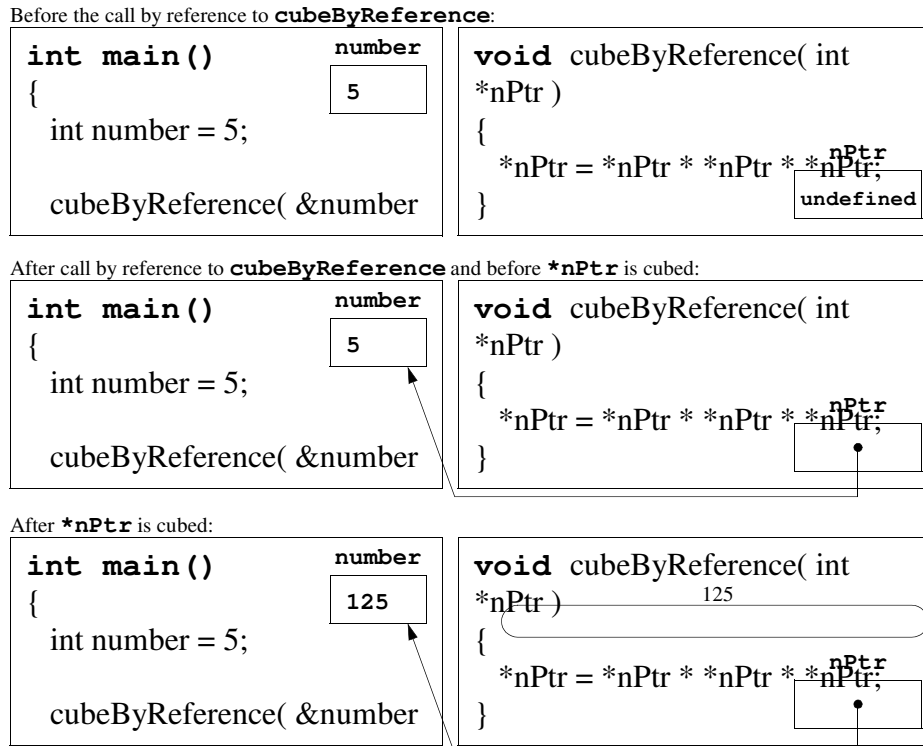 Before the call by reference to cubeByReference:
int main()
number
{
5
int number = 5;
cubeByReference( &number
void cubeByReference( int
*nPtr )
{
nPtr
*nPtr = *nPtr * *nPtr * *nPtr;
undefined
}
After call by reference to cubeByReference and before *nPtr is cubed:
int main()
number
{
5
int number = 5;
cubeByReference( &number
void cubeByReference( int
*nPtr )
{
nPtr
*nPtr = *nPtr * *nPtr * *nPtr;
}
After *nPtr is cubed:
int main()
number
{
125
int number = 5;
cubeByReference( &number
void cubeByReference( int
*nPtr )
125
{
nPtr
*nPtr = *nPtr * *nPtr * *nPtr;
}